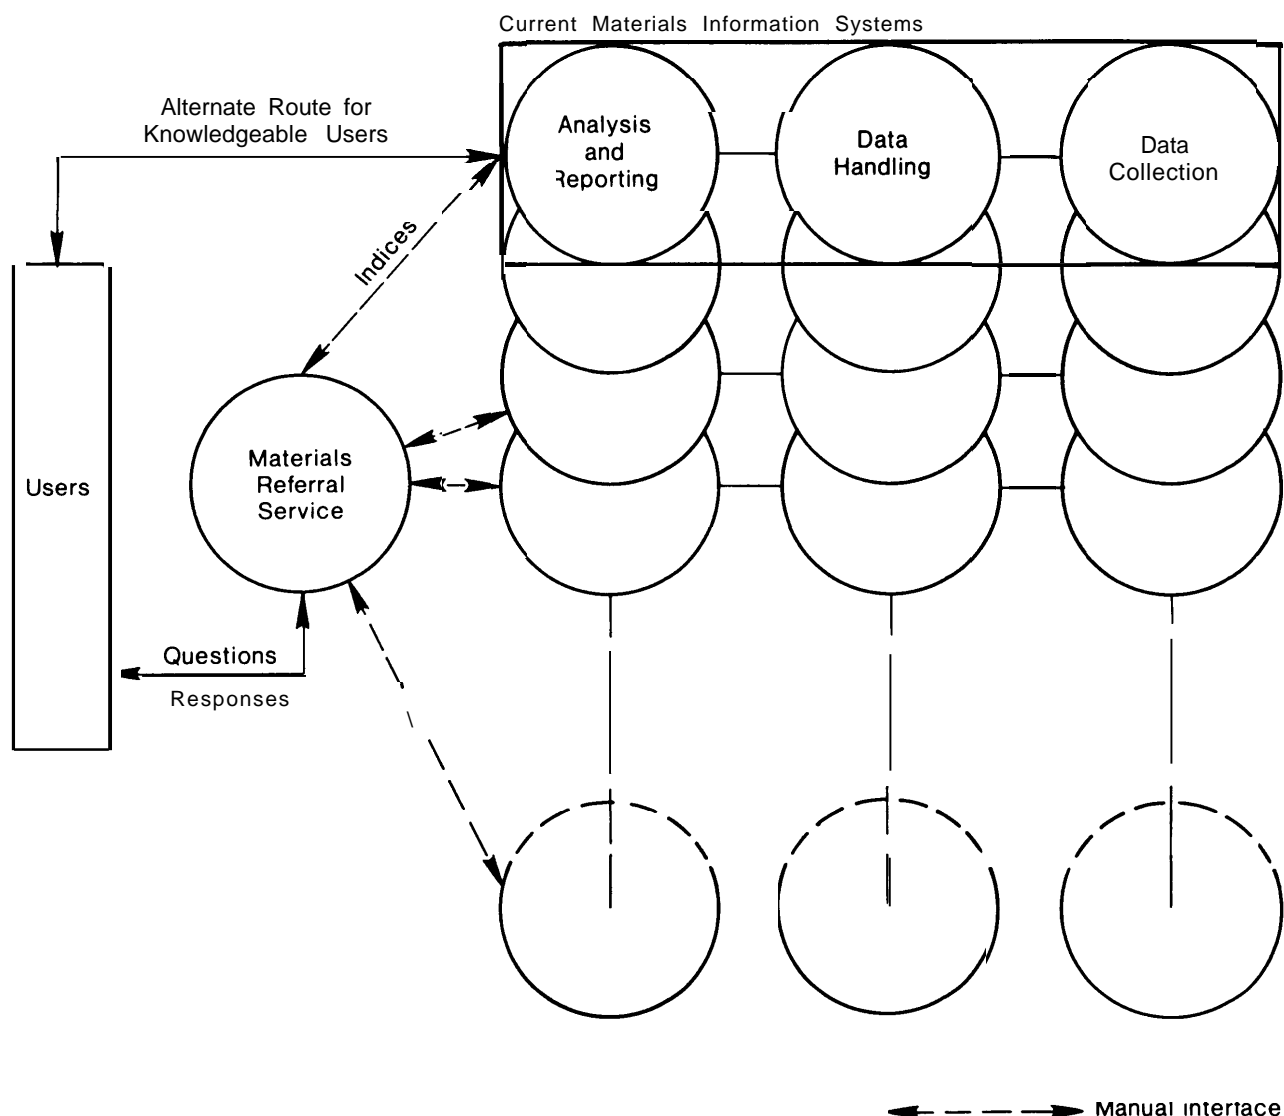 Current Materials Information Systems
Alternate Route for
Knowledgeable Users
Analysis
and
Reporting
Data
Handling
Data
Collection
Indices
Materials
Referral
Service
Users
Questions
Responses
Manual Interface